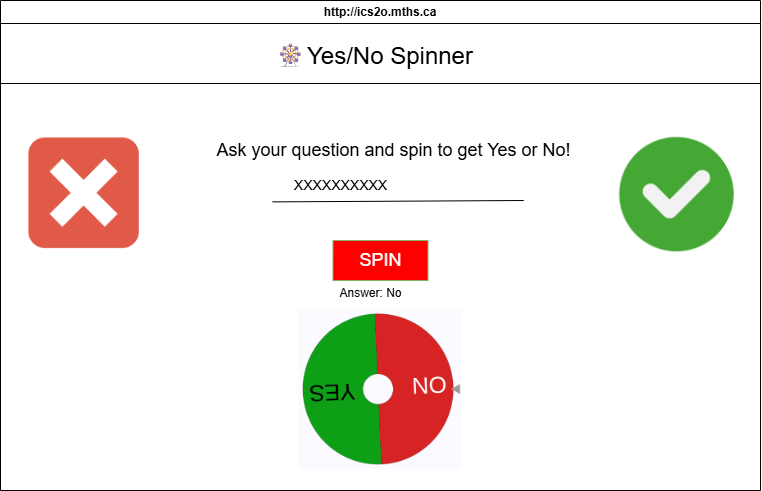 http://ics2o.mths.ca
Yes/No Spinner
Ask your question and spin to get Yes or No!
XXXXXXXXXX
SPIN
Answer: No
YES
NO